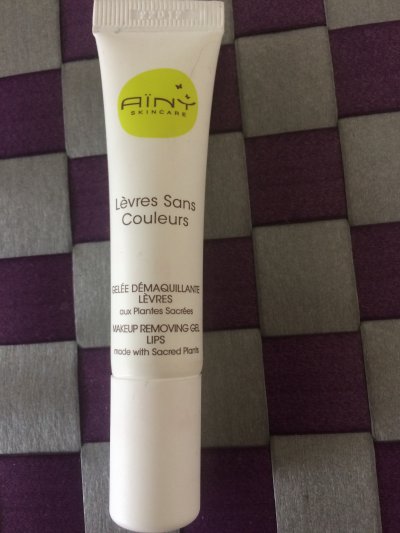 AÏNY
SKINCARE
Lèvres Sans
Couleurs
GELÉE DÉMAQUILLANTE
LÈVRES
aux Plantes Sacrées
MAKEUP REMOVING GEL
LIPS
made with Sacred Plants